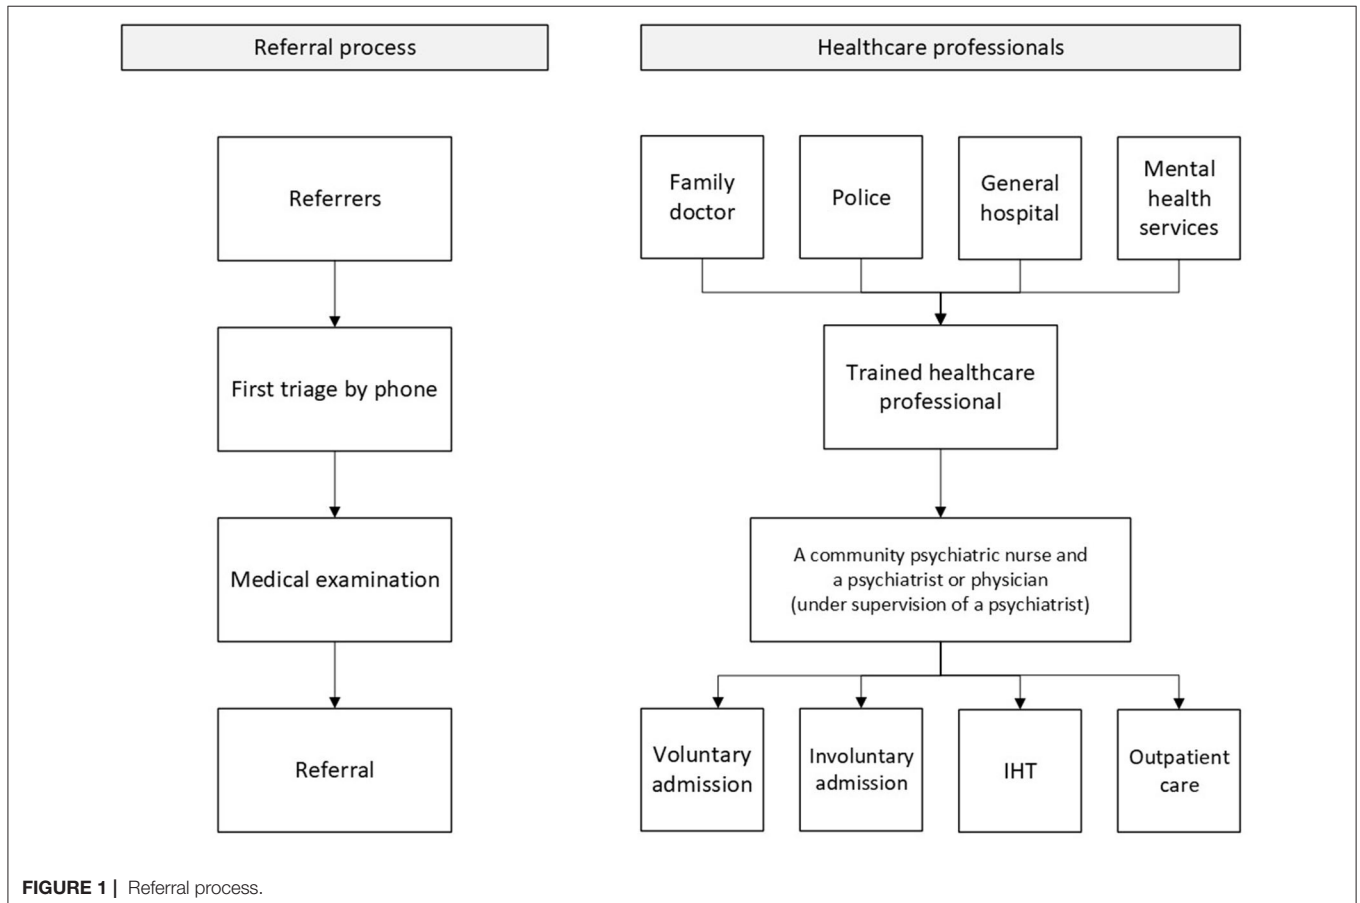 Referral process
Healthcare professionals
Referrers
Family
doctor
Police
General
hospital
Mental
health
services
First triage by phone
Trained healthcare
professional
Medical examination
A community psychiatric nurse and
a psychiatrist or physician
(under supervision of a psychiatrist)
Referral
Voluntary
admission
Involuntary
admission
IHT
Outpatient
care
FIGURE 1 | Referral process.